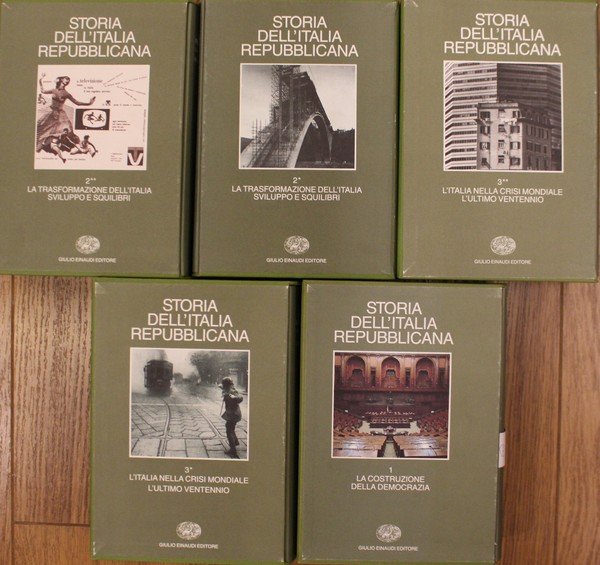 STORIA
DELL'ITALIA
REPUBBLICANA
televisione
2**
LA TRASFORMAZIONE DELL'ITALIA
SVILUPPO E SQUILIBRI
GIULIO EINAUDI EDITORE
STORIA
DELL'ITALIA
REPUBBLICANA
2*
LA TRASFORMAZIONE DELL'ITALIA
SVILUPPO E SQUILIBRI
GIULIO EINAUDI EDITORE
STORIA
DELL'ITALIA
REPUBBLICANA
3**
L'ITALIA NELLA CRISI MONDIALE
L'ULTIMO VENTENNIO
GIULIO EINAUDI EDITORE
STORIA
DELL'ITALIA
REPUBBLICANA
3*
L'ITALIA NELLA CRISI MONDIALE
L'ULTIMO VENTENNIO
GIULIO EINAUDI EDITORE
STORIA
DELL'ITALIA
REPUBBLICANA
1
LA COSTRUZIONE
DELLA DEMOCRAZIA
GIULIO EINAUDI EDITORE